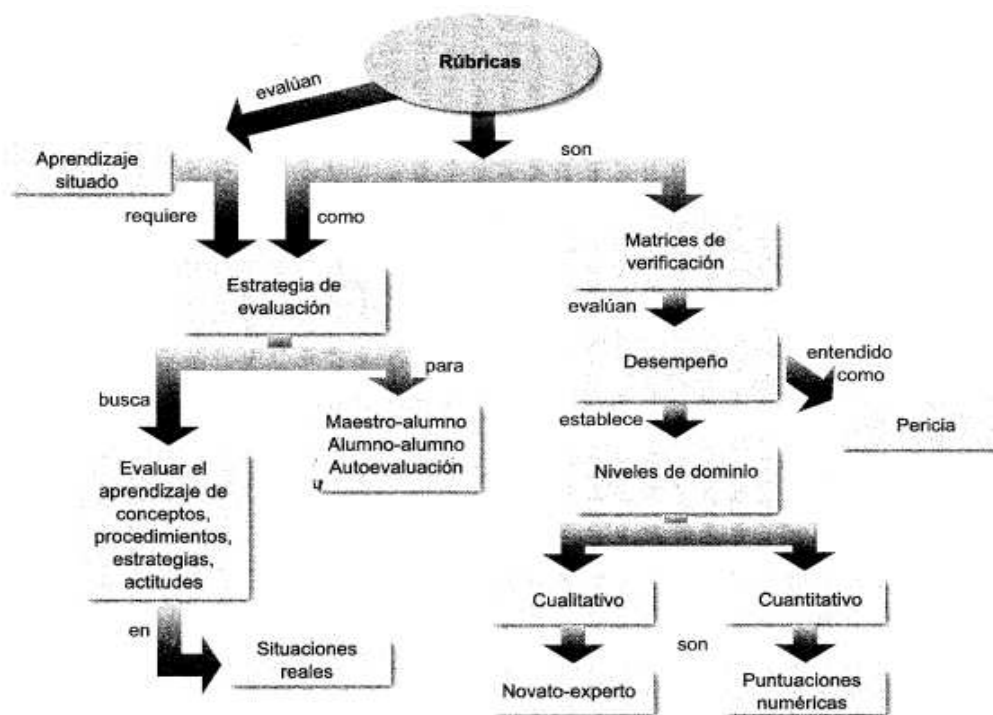 Rúbricas
evalúan
son
Aprendizaje
situado
requiere
como
Matrices de
verificación
Estrategia de
evaluación
evalúan
Desempeño
entendido
como
para
busca
establece
Pericia
Maestro-alumno
Alumno-alumno
Autoevaluación
Evaluar el
aprendizaje de
conceptos,
procedimientos,
estrategias,
actitudes
Niveles de dominio
Cualitativo
Cuantitativo
en
son
Situaciones
reales
Novato-experto
Puntuaciones
numéricas